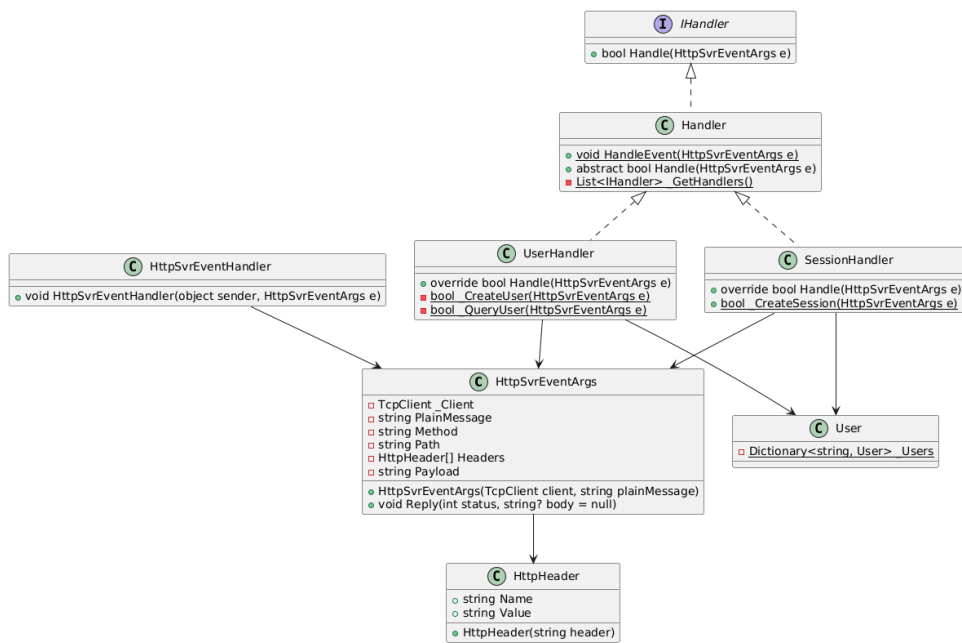 I IHandler
bool Handle(HttpSvrEventArgs e)
C Handler
void HandleEvent(HttpSvrEventArgs e)
abstract bool Handle(HttpSvrEventArgs e)
List<IHandler> _GetHandlers()
C HttpSvrEventHandler
void HttpSvrEventHandler(object sender, HttpSvrEventArgs e)
C UserHandler
override bool Handle(HttpSvrEventArgs e)
bool _CreateUser(HttpSvrEventArgs e)
bool _QueryUser(HttpSvrEventArgs e)
C SessionHandler
override bool Handle(HttpSvrEventArgs e)
bool _CreateSession(HttpSvrEventArgs e)
C HttpSvrEventArgs
TcpClient _Client
string PlainMessage
string Method
string Path
HttpHeader[] Headers
string Payload
HttpSvrEventArgs(TcpClient client, string plainMessage)
void Reply(int status, string? body = null)
C User
Dictionary<string, User> _Users
C HttpHeader
string Name
string Value
HttpHeader(string header)